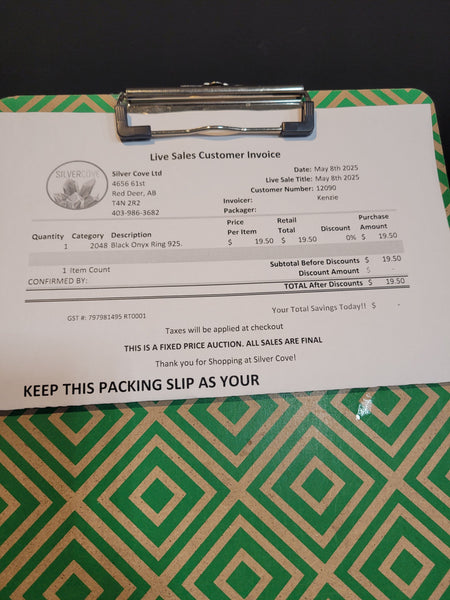 Live Sales Customer Invoice
SILVERCOVE
Silver Cove Ltd
4656 61st
Red Deer, AB
T4N 2R2
403-986-3682
Date: May 8th 2025
Live Sale Title: May 8th 2025
Customer Number: 12090
Invoicer: Kenzie
Packager:
Quantity Category Description Price Per Item Retail Total Discount Purchase Amount
1 2048 Black Onyx Ring 925. $ 19.50 $ 19.50 0% $ 19.50
1 Item Count
Subtotal Before Discounts $ 19.50
Discount Amount $ -
CONFIRMED BY:
TOTAL After Discounts $ 19.50
Your Total Savings Today!! $ -
GST #: 797981495 RT0001
Taxes will be applied at checkout
THIS IS A FIXED PRICE AUCTION. ALL SALES ARE FINAL
Thank you for Shopping at Silver Cove!
KEEP THIS PACKING SLIP AS YOUR